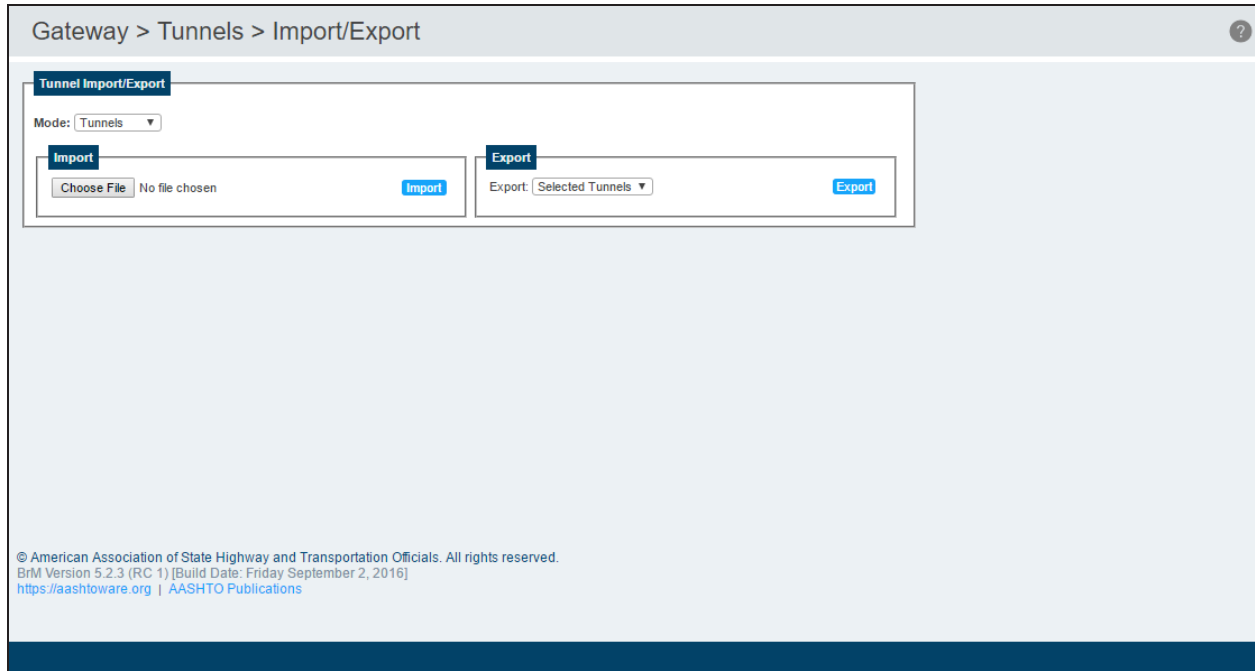 Gateway > Tunnels > Import/Export
?
Tunnel Import/Export
Mode: Tunnels ▼
Import
Choose File No file chosen Import
Export
Export: Selected Tunnels ▼ Export
© American Association of State Highway and Transportation Officials. All rights reserved.
BrM Version 5.2.3 (RC 1) [Build Date: Friday September 2, 2016]
https://aashtoware.org | AASHTO Publications